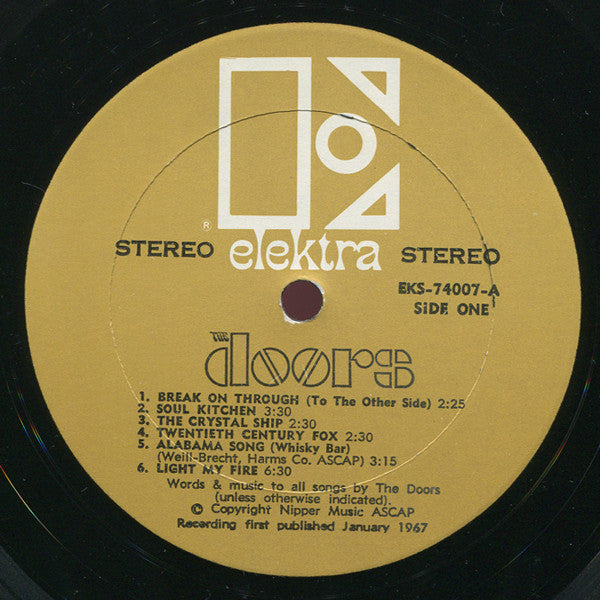 ®
STEREO elektra STEREO
EKS-74007-A
SiDE ONE
THE
doors
1. BREAK ON THROUGH (To The Other Side) 2:25
2. SOUL KITCHEN 3:30
3. THE CRYSTAL SHIP 2:30
4. TWENTIETH CENTURY FOX 2:30
5. ALABAMA SONG (Whisky Bar)
(Weill-Brecht, Harms Co. ASCAP) 3:15
6. LIGHT MY FIRE 6:30
Words & music to all songs by The Doors
(unless otherwise indicated).
© Copyright Nipper Music ASCAP
Recording first published January 1967